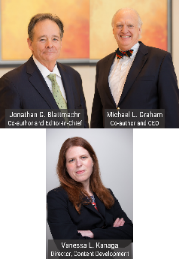 Jonathan G. Blattmachr
Co-author and Editor-in-Chief
Michael L. Graham
Co-author and CEO
Vanessa L. Kanaga
Director, Content Development